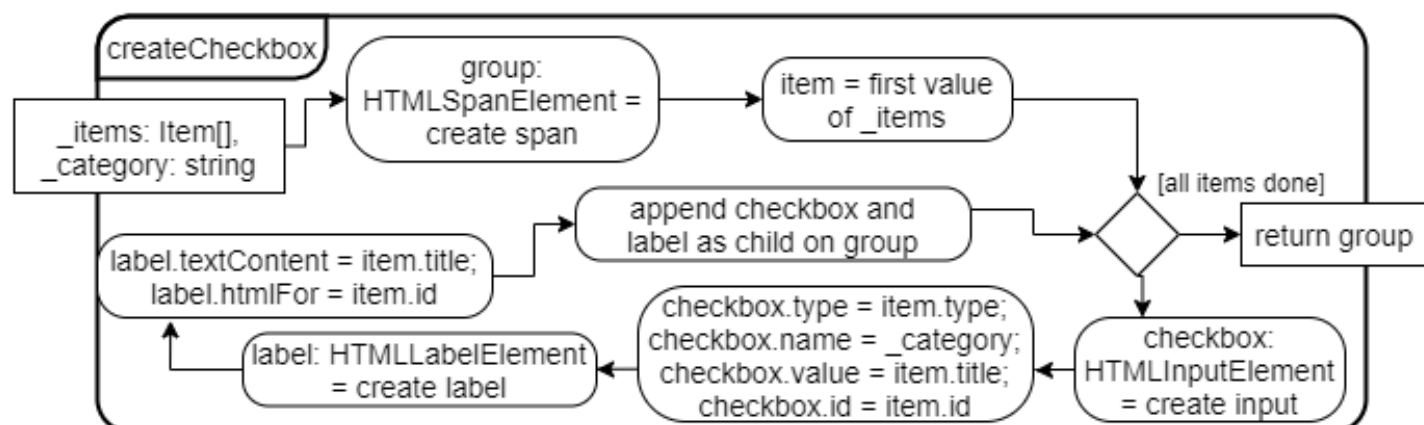 createCheckbox
_items: Item[],
_category: string
group:
HTMLSpanElement =
create span
item = first value
of _items
[all items done]
return group
checkbox:
HTMLInputElement
= create input
checkbox.type = item.type;
checkbox.name = _category;
checkbox.value = item.title;
checkbox.id = item.id
label: HTMLLabelElement
= create label
label.textContent = item.title;
label.htmlFor = item.id
append checkbox and
label as child on group